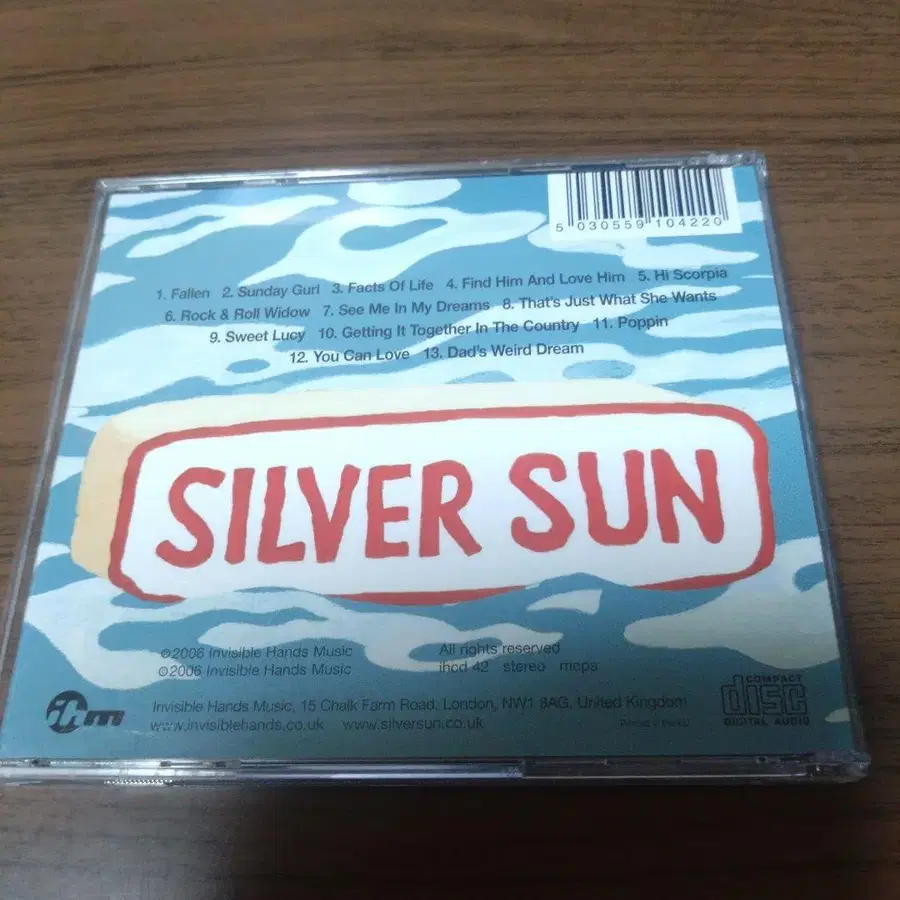 5 030559 104220
1. Fallen 2. Sunday Gurl 3. Facts Of Life 4. Find Him And Love Him 5. Hi Scorpia
6. Rock & Roll Widow 7. See Me In My Dreams 8. That's Just What She Wants
9. Sweet Lucy 10. Getting It Together In The Country 11. Poppin
12. You Can Love 13. Dad's Weird Dream
SILVER SUN
℗2006 Invisible Hands Music
©2006 Invisible Hands Music
All rights reserved
ihcd 42 stereo mcps
ihm
Invisible Hands Music, 15 Chalk Farm Road, London, NW1 8AG, United Kingdom
www.invisiblehands.co.uk www.silversun.co.uk
COMPACT
disc
DIGITAL AUDIO